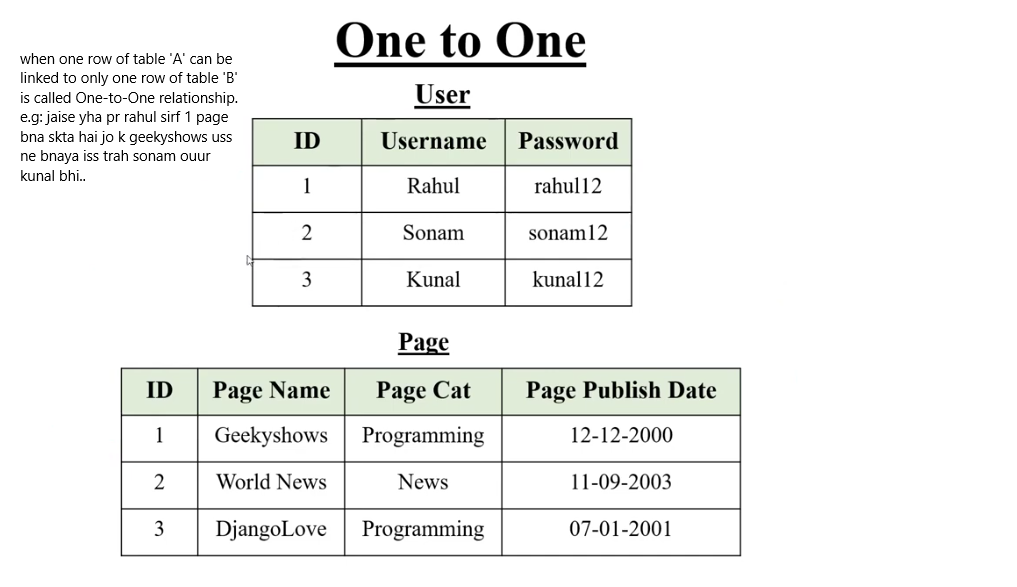 One to One
when one row of table 'A' can be
linked to only one row of table 'B'
is called One-to-One relationship.
e.g: jaise yha pr rahul sirf 1 page
bna skta hai jo k geekyshows uss
ne bnaya iss trah sonam ouur
kunal bhi..
User
ID Username Password
1 Rahul rahul12
2 Sonam sonam12
3 Kunal kunal12
Page
ID Page Name Page Cat Page Publish Date
1 Geekyshows Programming 12-12-2000
2 World News News 11-09-2003
3 DjangoLove Programming 07-01-2001